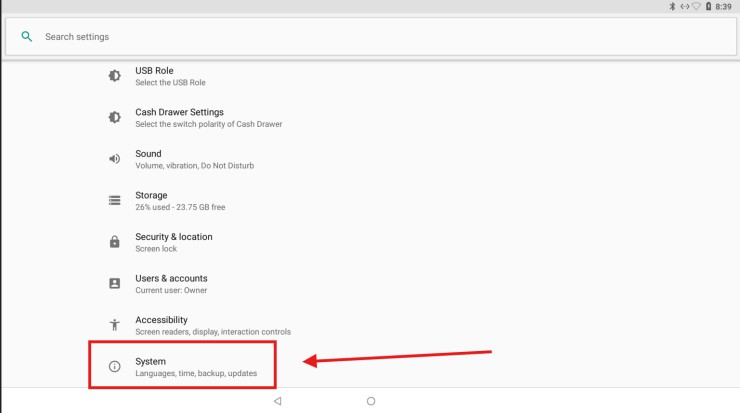 8:39
Search settings
USB Role
Select the USB Role
Cash Drawer Settings
Select the switch polarity of Cash Drawer
Sound
Volume, vibration, Do Not Disturb
Storage
26% used - 23.75 GB free
Security & location
Screen lock
Users & accounts
Current user: Owner
Accessibility
Screen readers, display, interaction controls
System
Languages, time, backup, updates